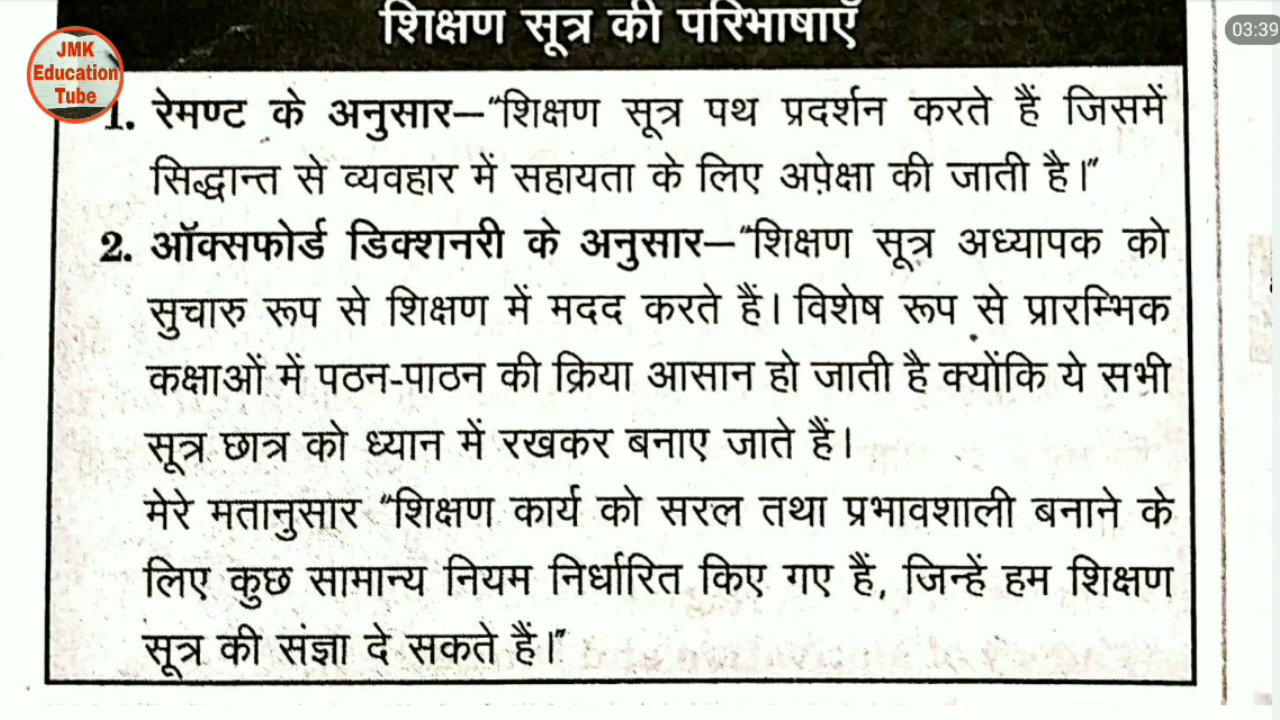 शिक्षण सूत्र की परिभाषाएँ
03:39
JMK
Education
Tube
1. रेमण्ट के अनुसार–"शिक्षण सूत्र पथ प्रदर्शन करते हैं जिसमें
सिद्धान्त से व्यवहार में सहायता के लिए अपेक्षा की जाती है।"
2. ऑक्सफोर्ड डिक्शनरी के अनुसार–"शिक्षण सूत्र अध्यापक को
सुचारु रूप से शिक्षण में मदद करते हैं। विशेष रूप से प्रारम्भिक
कक्षाओं में पठन-पाठन की क्रिया आसान हो जाती है क्योंकि ये सभी
सूत्र छात्र को ध्यान में रखकर बनाए जाते हैं।
मेरे मतानुसार "शिक्षण कार्य को सरल तथा प्रभावशाली बनाने के
लिए कुछ सामान्य नियम निर्धारित किए गए हैं, जिन्हें हम शिक्षण
सूत्र की संज्ञा दे सकते हैं।"